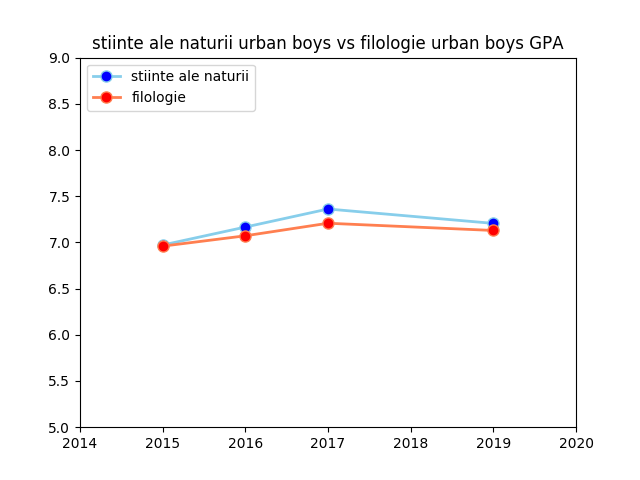 stiinte ale naturii urban boys vs filologie urban boys GPA
stiinte ale naturii
filologie
9.0
8.5
8.0
7.5
7.0
6.5
6.0
5.5
5.0
2014 2015 2016 2017 2018 2019 2020